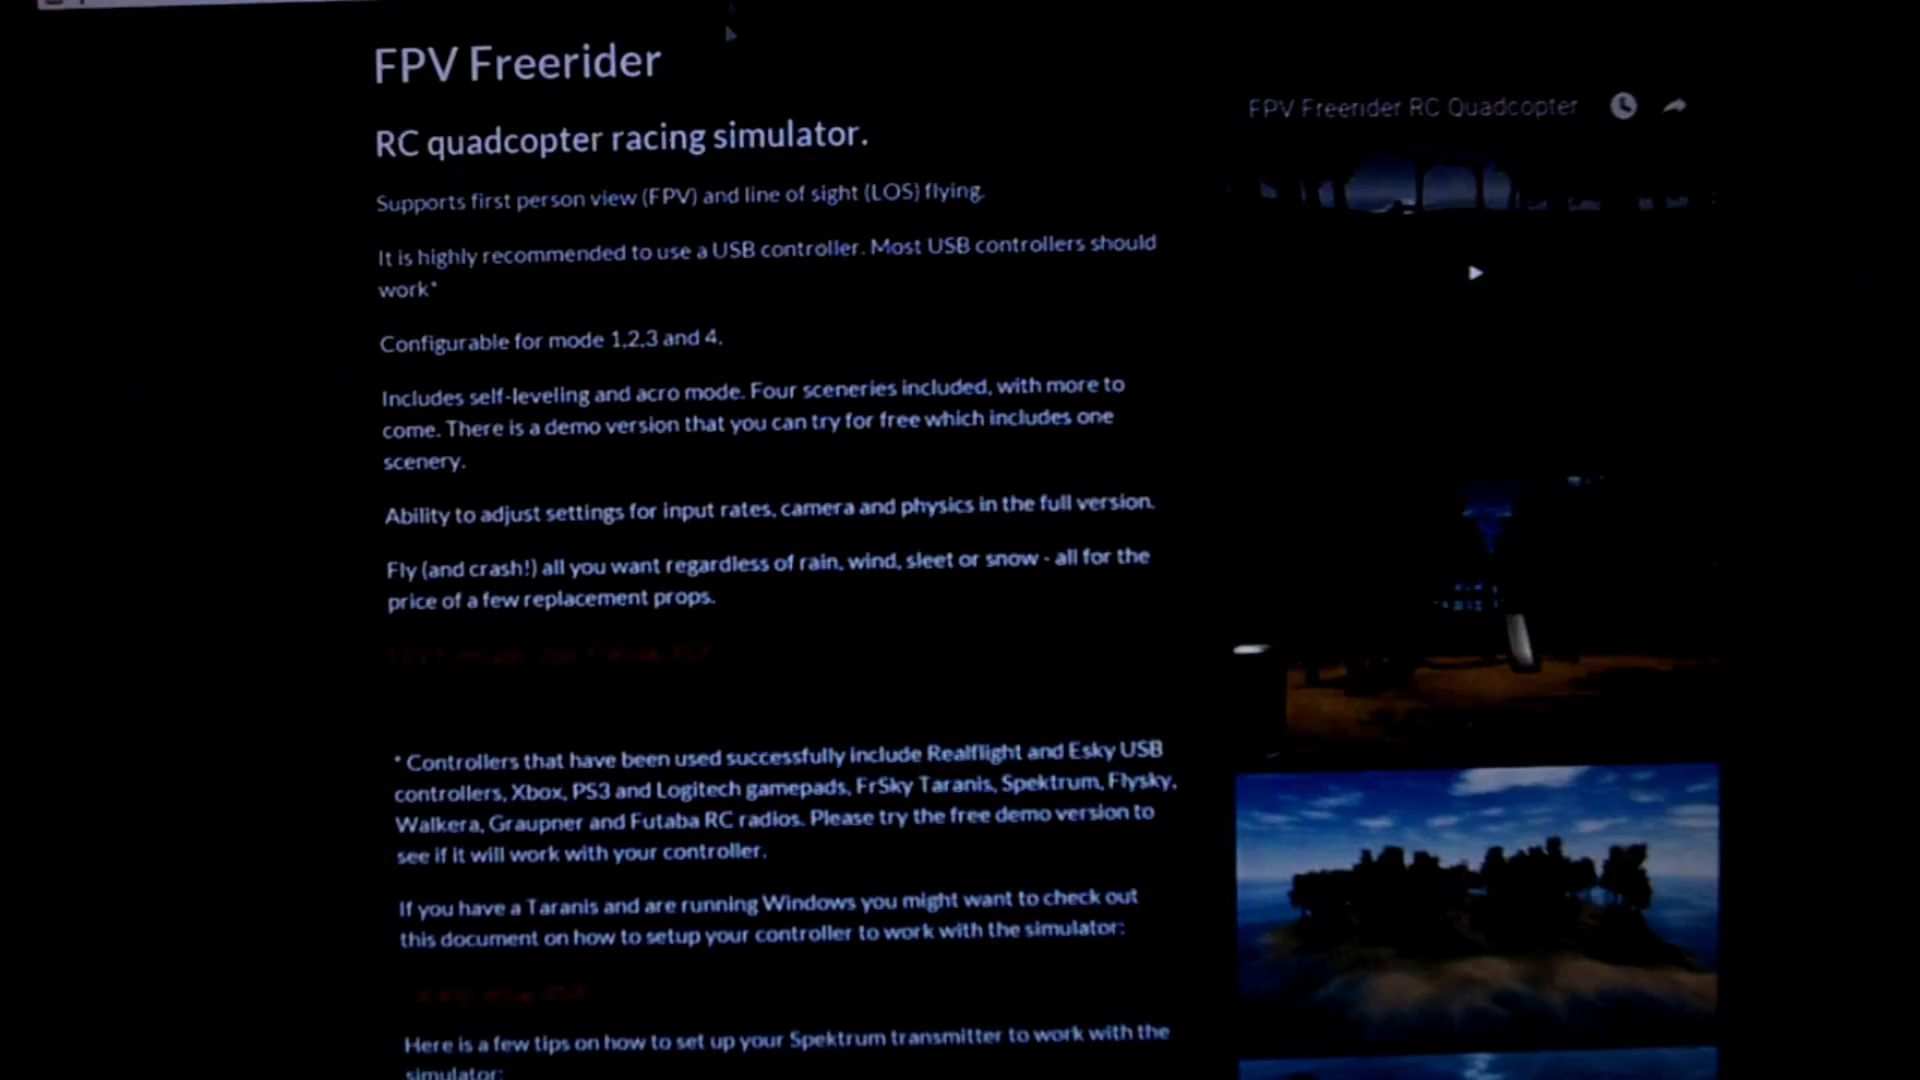 FPV Freerider
RC quadcopter racing simulator.
Supports first person view (FPV) and line of sight (LOS) flying.
It is highly recommended to use a USB controller. Most USB controllers should
work*
Configurable for mode 1,2,3 and 4.
Includes self-leveling and acro mode. Four sceneries included, with more to
come. There is a demo version that you can try for free which includes one
scenery.
Ability to adjust settings for input rates, camera and physics in the full version.
Fly (and crash!) all you want regardless of rain, wind, sleet or snow - all for the
price of a few replacement props.
* Controllers that have been used successfully include Realflight and Esky USB
controllers, Xbox, PS3 and Logitech gamepads, FrSky Taranis, Spektrum, Flysky,
Walkera, Graupner and Futaba RC radios. Please try the free demo version to
see if it will work with your controller.
If you have a Taranis and are running Windows you might want to check out
this document on how to setup your controller to work with the simulator:
Here is a few tips on how to set up your Spektrum transmitter to work with the
simulator:
FPV Freerider RC Quadcopter